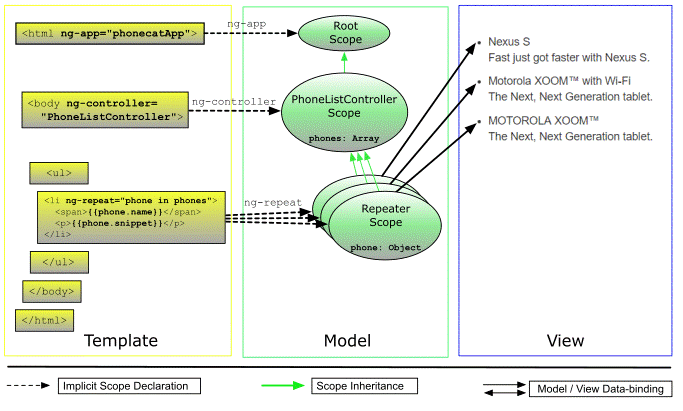 <html ng-app="phonecatApp">
ng-app
Root
Scope
<body ng-controller=
"PhoneListController">
ng-controller
PhoneListController
Scope
phones: Array
<ul>
<li ng-repeat="phone in phones">
<span>{{phone.name}}</span>
<p>{{phone.snippet}}</p>
</li>
ng-repeat
Repeater
Scope
phone: Object
</ul>
</body>
</html>
• Nexus S
Fast just got faster with Nexus S.
• Motorola XOOM™ with Wi-Fi
The Next, Next Generation tablet.
• MOTOROLA XOOM™
The Next, Next Generation tablet.
Template
Model
View
Implicit Scope Declaration
Scope Inheritance
Model / View Data-binding